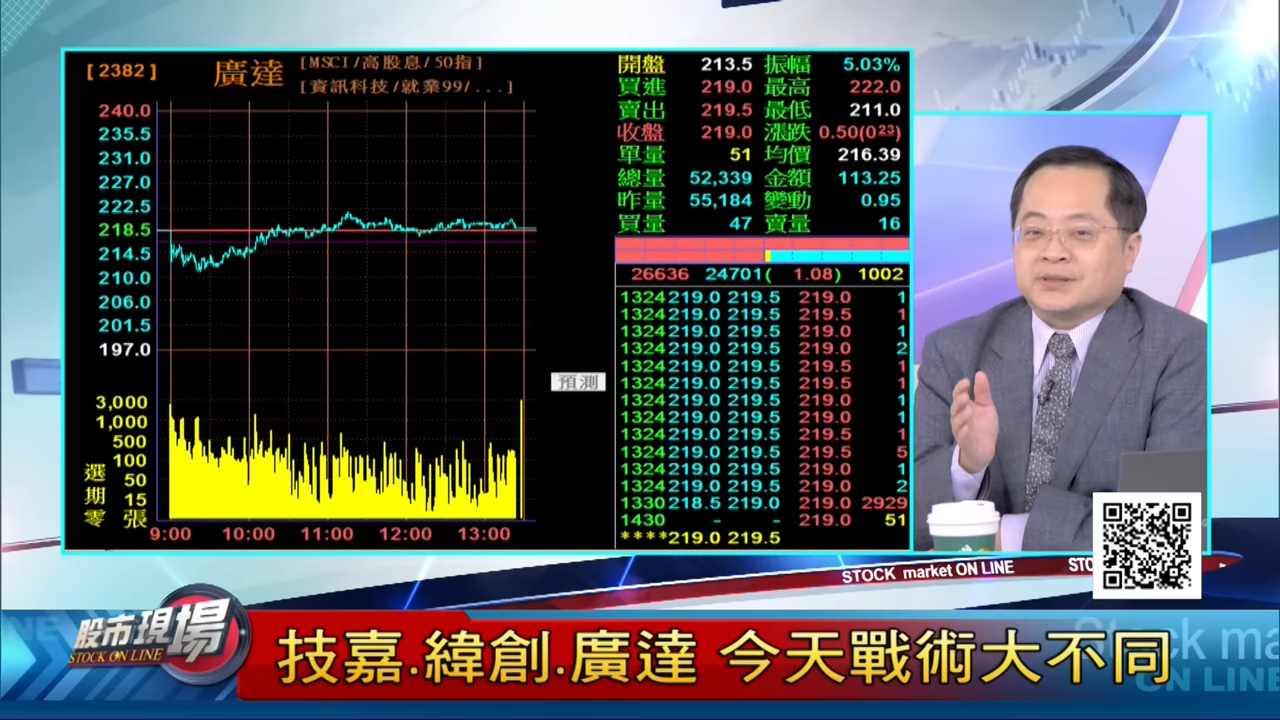 [2382]
廣達
[MSCI/高股息/50指]
[資訊科技/就業99/...]
240.0
235.5
231.0
227.0
222.5
218.5
214.5
210.0
206.0
201.5
197.0
3,000
1,000
500
100
50
15
張
選期零
9:00 10:00 11:00 12:00 13:00
預測
開盤 213.5 振幅 5.03%
買進 219.0 最高 222.0
賣出 219.5 最低 211.0
收盤 219.0 漲跌 0.50(023)
單量 51 均價 216.39
總量 52,339 金額 113.25
昨量 55,184 變動 0.95
買量 47 賣量 16
26636 24701( 1.08) 1002
1324 219.0 219.5 219.0 1
1324 219.0 219.5 219.5 1
1324 219.0 219.5 219.0 1
1324 219.0 219.5 219.0 2
1324 219.0 219.5 219.5 1
1324 219.0 219.5 219.5 1
1324 219.0 219.5 219.0 1
1324 219.0 219.5 219.0 1
1324 219.0 219.5 219.5 1
1324 219.0 219.5 219.5 5
1324 219.0 219.5 219.0 1
1324 219.0 219.5 219.0 2
1330 218.5 219.0 219.0 2929
1430 - - 219.0 51
****219.0 219.5
STOCK market ON LINE STOC
股市現場
STOCK ON LINE
技嘉.緯創.廣達 今天戰術大不同
Stock ma
ON LINE